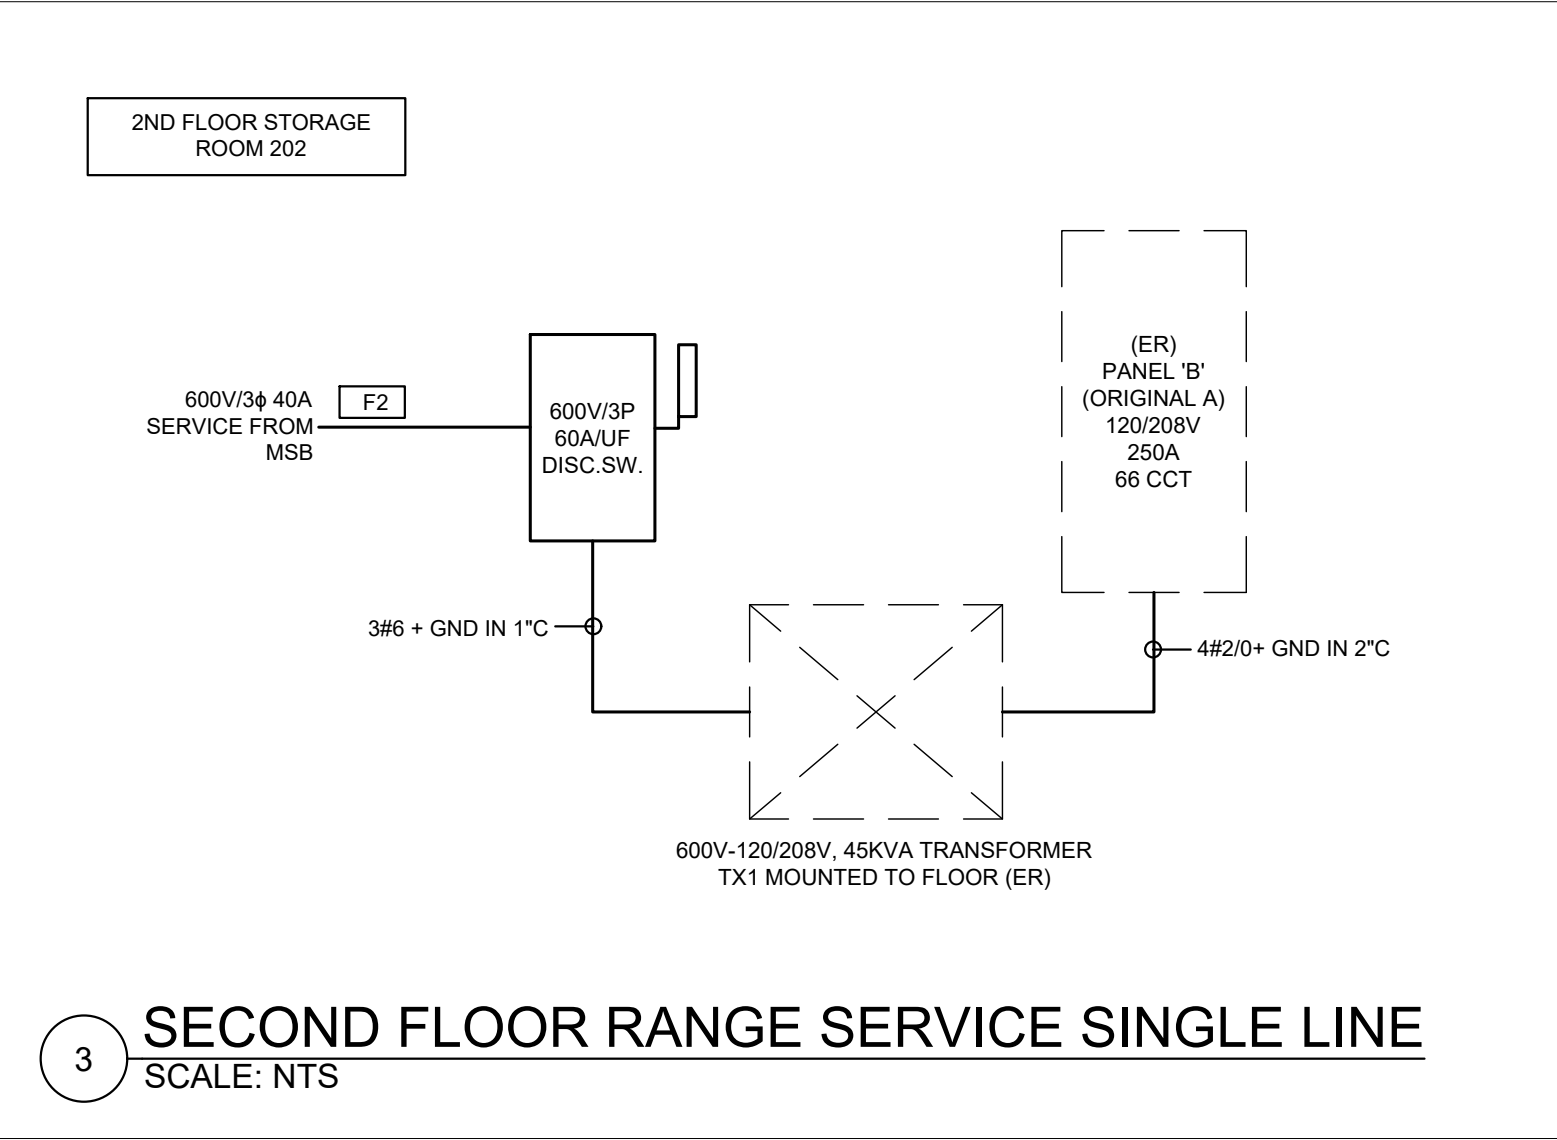 2ND FLOOR STORAGE
ROOM 202
600V/3ϕ 40A
SERVICE FROM
MSB
F2
600V/3P
60A/UF
DISC.SW.
(ER)
PANEL 'B'
(ORIGINAL A)
120/208V
250A
66 CCT
3#6 + GND IN 1"C
4#2/0+ GND IN 2"C
600V-120/208V, 45KVA TRANSFORMER
TX1 MOUNTED TO FLOOR (ER)
3
SECOND FLOOR RANGE SERVICE SINGLE LINE
SCALE: NTS